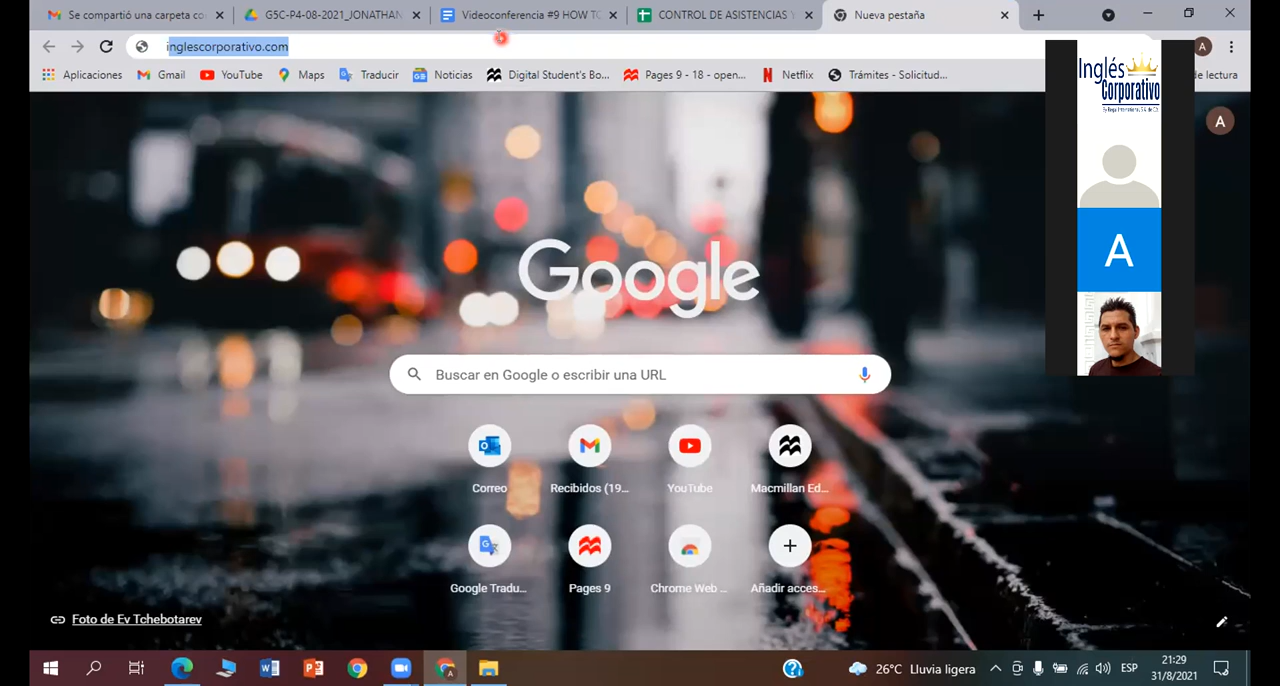 Se compartió una carpeta co
G5C-P4-08-2021_JONATHAN
Videoconferencia #9 HOW TO
CONTROL DE ASISTENCIAS Y
Nueva pestaña
inglescorporativo.com
A
Aplicaciones
Gmail
YouTube
Maps
Traducir
Noticias
Digital Student's Bo...
Pages 9 - 18 - open...
Netflix
Trámites - Solicitud...
de lectura
Inglés
Corporativo
A
A
Google
Buscar en Google o escribir una URL
Correo
Recibidos (19...
YouTube
Macmillan Ed...
Google Tradu...
Pages 9
Chrome Web ...
Añadir acces...
Foto de Ev Tchebotarev
26°C Lluvia ligera
ESP
21:29
31/8/2021